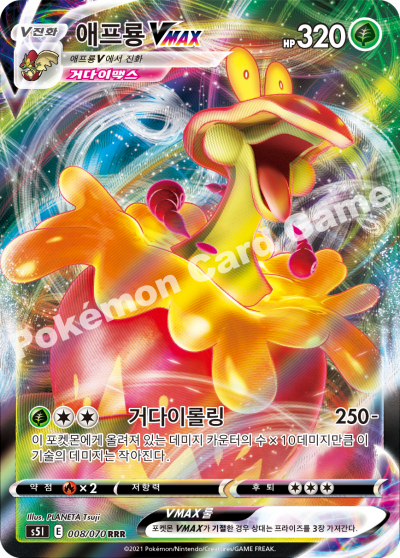 V진화
애프룡 VMAX
HP 320
애프룡V에서 진화
거다이맥스
Pokémon Card Game
거다이롤링 250-
이 포켓몬에게 올려져 있는 데미지 카운터의 수×10데미지만큼 이
기술의 데미지는 작아진다.
약점 ×2 저항력 후퇴
Illus. PLANETA Tsuji
s5I E 008/070 RRR
VMAX 룰
포켓몬 VMAX가 기절한 경우 상대는 프라이즈를 3장 가져간다.
©2021 Pokémon/Nintendo/Creatures/GAME FREAK.